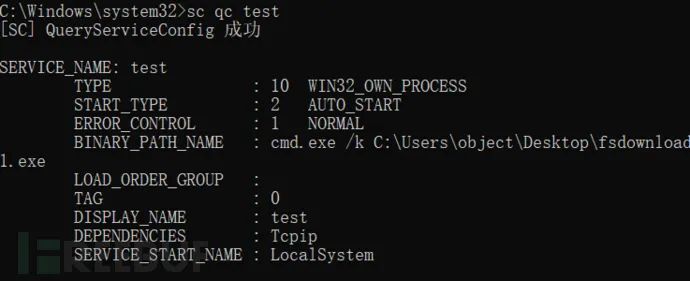 C:\Windows\system32>sc qc test
[SC] QueryServiceConfig 成功
SERVICE_NAME: test
TYPE : 10 WIN32_OWN_PROCESS
START_TYPE : 2 AUTO_START
ERROR_CONTROL : 1 NORMAL
BINARY_PATH_NAME : cmd.exe /k C:\Users\object\Desktop\fsdownload
1.exe
LOAD_ORDER_GROUP :
TAG : 0
DISPLAY_NAME : test
DEPENDENCIES : Tcpip
SERVICE_START_NAME : LocalSystem
FREEBUF